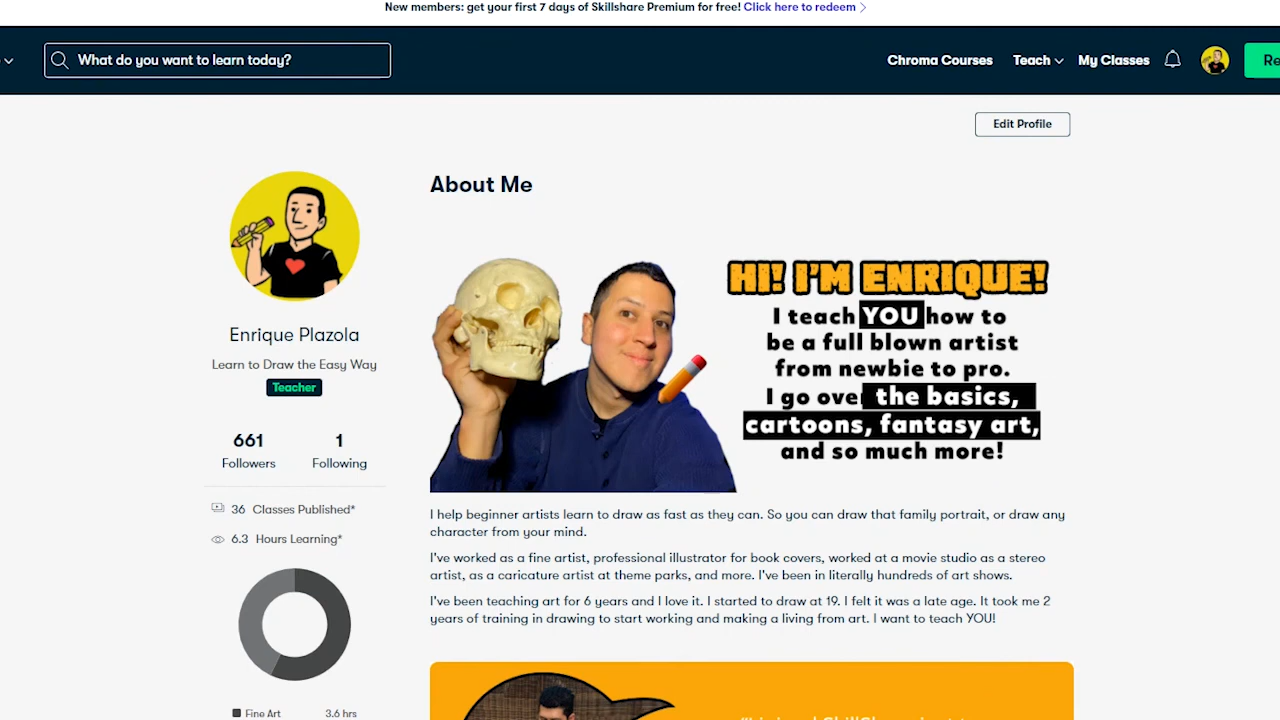 New members: get your first 7 days of Skillshare Premium for free! Click here to redeem
What do you want to learn today?
Chroma Courses
Teach
My Classes
Re
Edit Profile
About Me
Enrique Plazola
Learn to Draw the Easy Way
Teacher
661
1
Followers
Following
36 Classes Published*
6.3 Hours Learning*
Fine Art 3.6 hrs
HI! I'M ENRIQUE!
I teach YOU how to
be a full blown artist
from newbie to pro.
I go over the basics,
cartoons, fantasy art,
and so much more!
I help beginner artists learn to draw as fast as they can. So you can draw that family portrait, or draw any
character from your mind.
I've worked as a fine artist, professional illustrator for book covers, worked at a movie studio as a stereo
artist, as a caricature artist at theme parks, and more. I've been in literally hundreds of art shows.
I've been teaching art for 6 years and I love it. I started to draw at 19. I felt it was a late age. It took me 2
years of training in drawing to start working and making a living from art. I want to teach YOU!